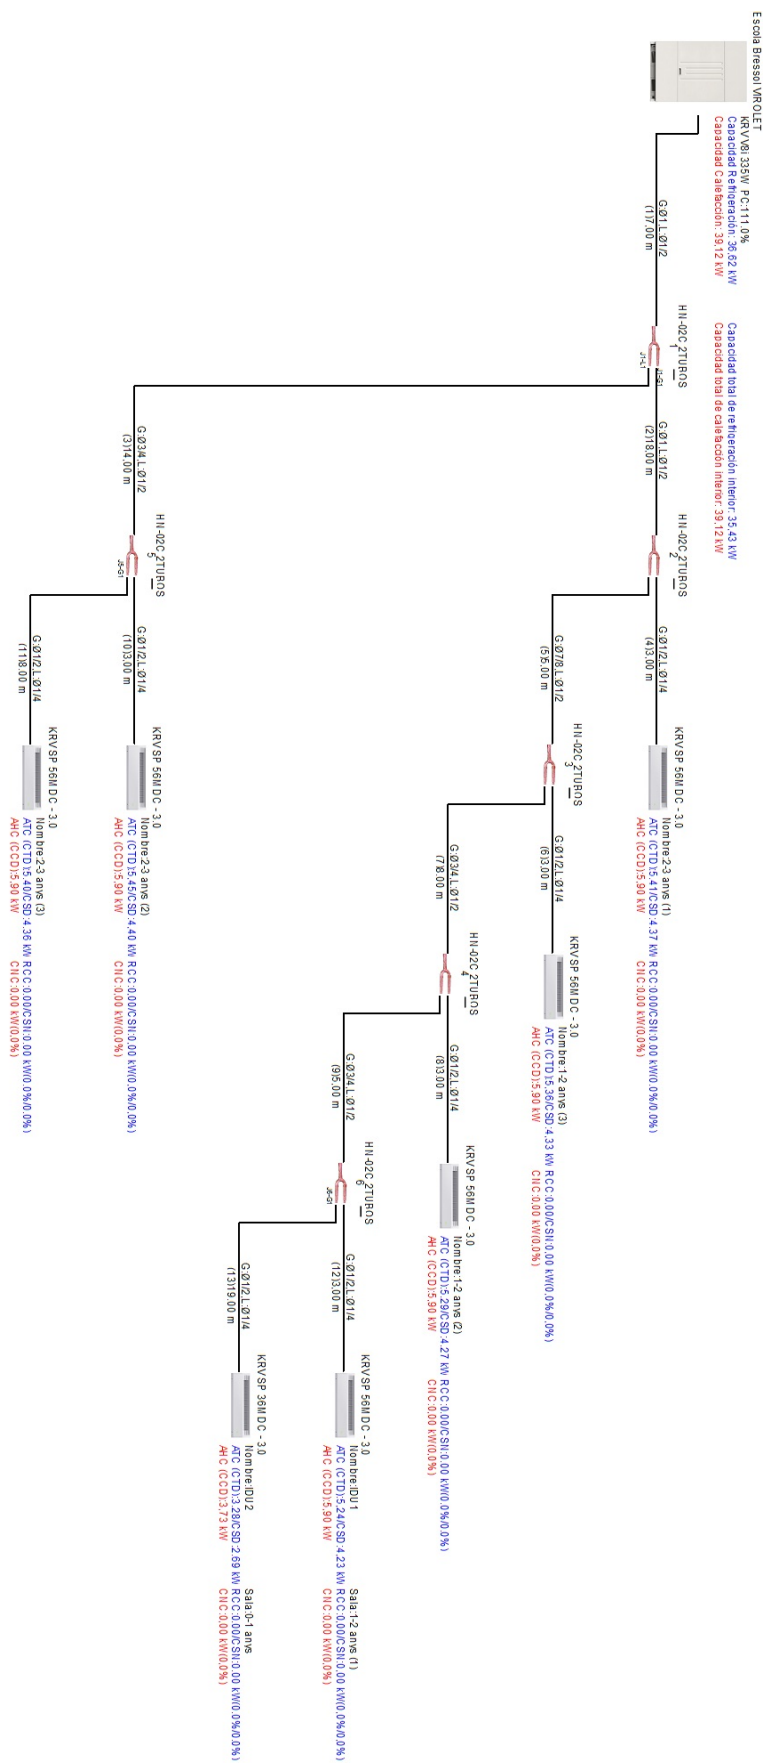 Escola Bressol VIROLET
KRV V8i 335W PC:111.0%
Capacidad Refrigeración: 36,62 kW
Capacidad Calefacción: 39,12 kW
Capacidad total de refrigeración interior: 35,43 kW
Capacidad total de calefacción interior: 39,12 kW
G:Ø1,L:Ø1/2
(1)7.00 m
HN-02C_2TUBOS
1
J1-G1
J1-L1
G:Ø1,L:Ø1/2
(2)18.00 m
HN-02C_2TUBOS
2
G:Ø1/2,L:Ø1/4
(4)3.00 m
KRVSP 56M DC - 3.0
Nombre:2-3 anys (1)
ATC (CTD):5,41/CSD:4,37 kW RCC:0.00/CSN:0.00 kW(0.0%/0.0%)
AHC (CCD):5,90 kW CNC:0,00 kW(0,0%)
G:Ø7/8,L:Ø1/2
(5)5.00 m
HN-02C_2TUBOS
3
G:Ø1/2,L:Ø1/4
(6)3.00 m
KRVSP 56M DC - 3.0
Nombre:1-2 anys (3)
ATC (CTD):5,36/CSD:4,33 kW RCC:0.00/CSN:0.00 kW(0.0%/0.0%)
AHC (CCD):5,90 kW CNC:0,00 kW(0,0%)
G:Ø3/4,L:Ø1/2
(7)8.00 m
HN-02C_2TUBOS
4
G:Ø1/2,L:Ø1/4
(8)3.00 m
KRVSP 56M DC - 3.0
Nombre:1-2 anys (2)
ATC (CTD):5,29/CSD:4,27 kW RCC:0.00/CSN:0.00 kW(0.0%/0.0%)
AHC (CCD):5,90 kW CNC:0,00 kW(0,0%)
G:Ø3/4,L:Ø1/2
(9)5.00 m
HN-02C_2TUBOS
6
J6-G1
G:Ø1/2,L:Ø1/4
(12)3.00 m
KRVSP 56M DC - 3.0
Nombre:IDU1 Sala:1-2 anys (1)
ATC (CTD):5,24/CSD:4,23 kW RCC:0.00/CSN:0.00 kW(0.0%/0.0%)
AHC (CCD):5,90 kW CNC:0,00 kW(0,0%)
G:Ø1/2,L:Ø1/4
(13)19.00 m
KRVSP 36M DC - 3.0
Nombre:IDU2 Sala:0-1 anys
ATC (CTD):3,28/CSD:2,69 kW RCC:0.00/CSN:0.00 kW(0.0%/0.0%)
AHC (CCD):3,73 kW CNC:0,00 kW(0,0%)
G:Ø3/4,L:Ø1/2
(3)14.00 m
HN-02C_2TUBOS
5
J5-G1
G:Ø1/2,L:Ø1/4
(10)3.00 m
KRVSP 56M DC - 3.0
Nombre:2-3 anys (2)
ATC (CTD):5,45/CSD:4,40 kW RCC:0.00/CSN:0.00 kW(0.0%/0.0%)
AHC (CCD):5,90 kW CNC:0,00 kW(0,0%)
G:Ø1/2,L:Ø1/4
(11)8.00 m
KRVSP 56M DC - 3.0
Nombre:2-3 anys (3)
ATC (CTD):5,40/CSD:4,36 kW RCC:0.00/CSN:0.00 kW(0.0%/0.0%)
AHC (CCD):5,90 kW CNC:0,00 kW(0,0%)